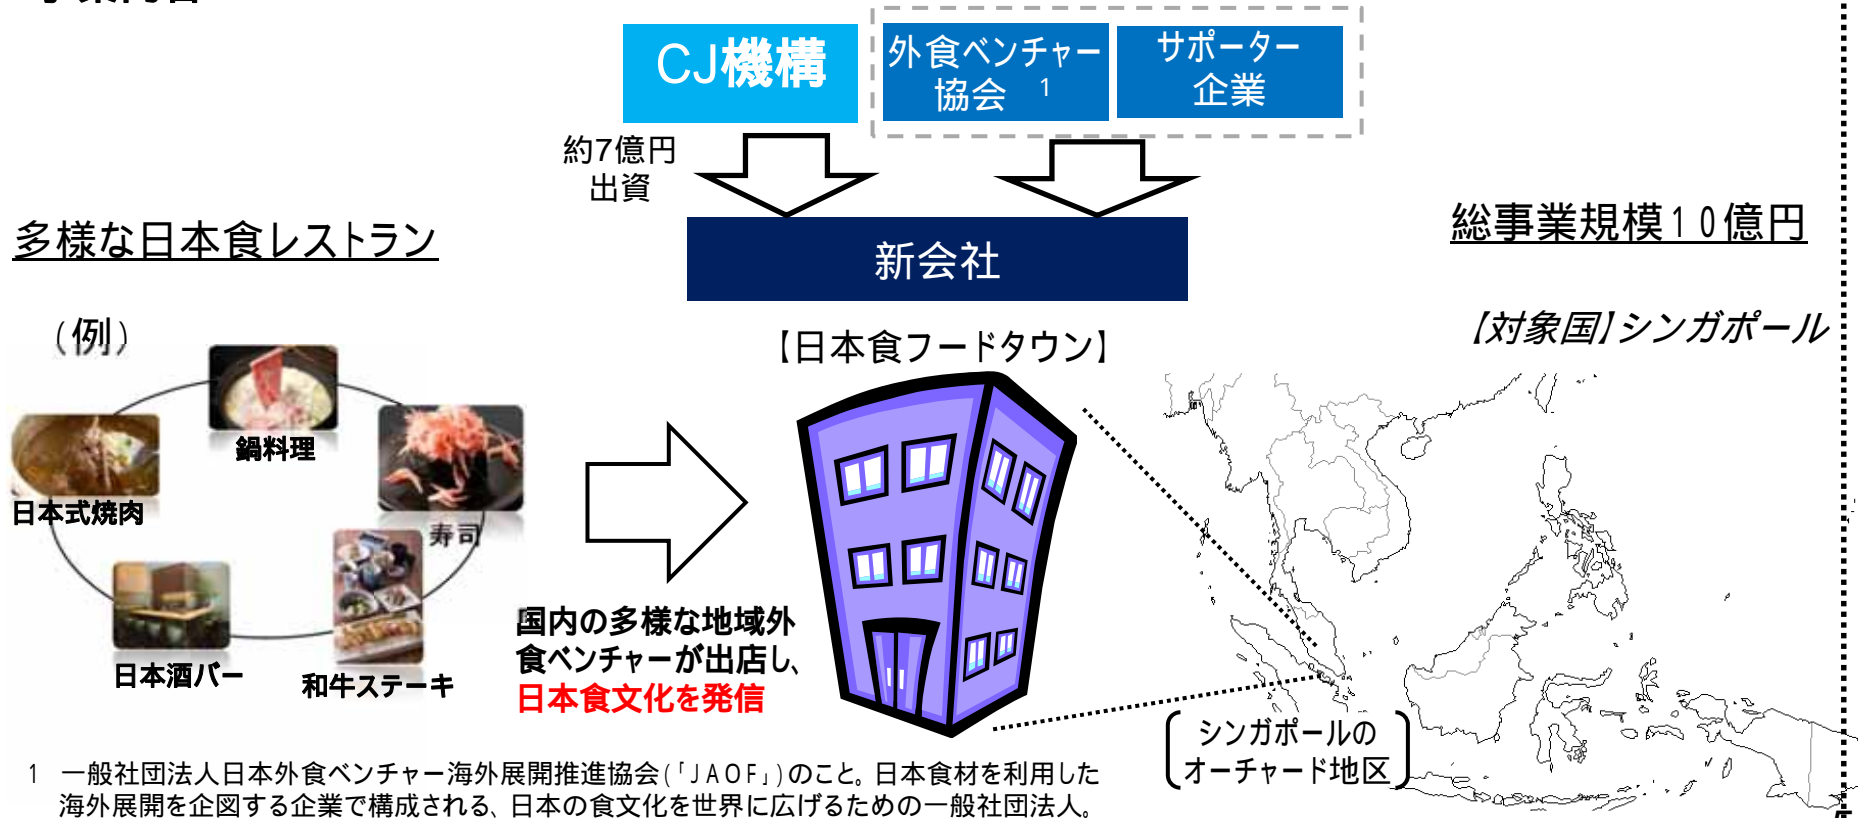 CJ機構
外食ベンチャー
協会 1
サポーター
企業
約7億円
出資
新会社
多様な日本食レストラン
総事業規模10億円
(例)
鍋料理
日本式焼肉
寿司
日本酒バー
和牛ステーキ
【日本食フードタウン】
【対象国】シンガポール
国内の多様な地域外
食ベンチャーが出店し、
日本食文化を発信
シンガポールの
オーチャード地区
1 一般社団法人日本外食ベンチャー海外展開推進協会(「JAOF」)のこと。日本食材を利用した
海外展開を企図する企業で構成される、日本の食文化を世界に広げるための一般社団法人。